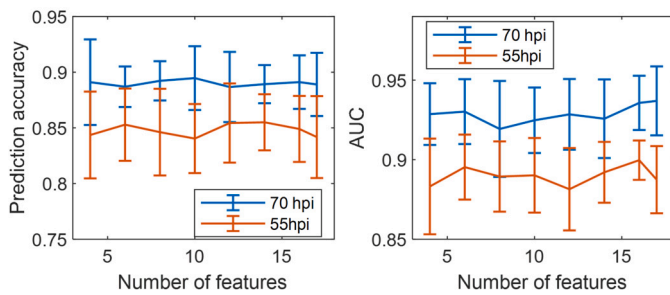 0.95
0.9
0.85
0.8
0.75
Prediction accuracy
5
10
15
Number of features
70 hpi
55hpi
0.95
0.9
0.85
AUC
5
10
15
Number of features
70 hpi
55hpi